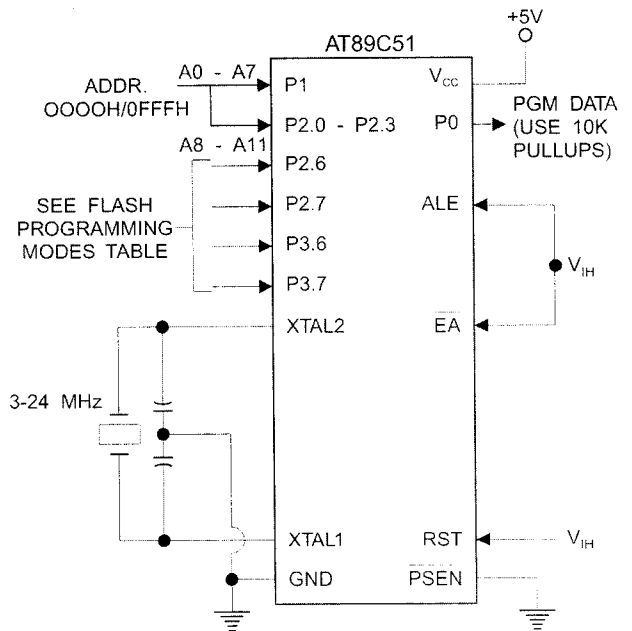 AT89C51
+5V
ADDR.
OOOOH/0FFFH
A0 - A7
P1
P2.0 - P2.3
A8 - A11
P2.6
P2.7
P3.6
P3.7
SEE FLASH
PROGRAMMING
MODES TABLE
XTAL2
3-24 MHz
XTAL1
GND
VCC
P0
PGM DATA
(USE 10K
PULLUPS)
ALE
VIH
EA
RST
VIH
PSEN